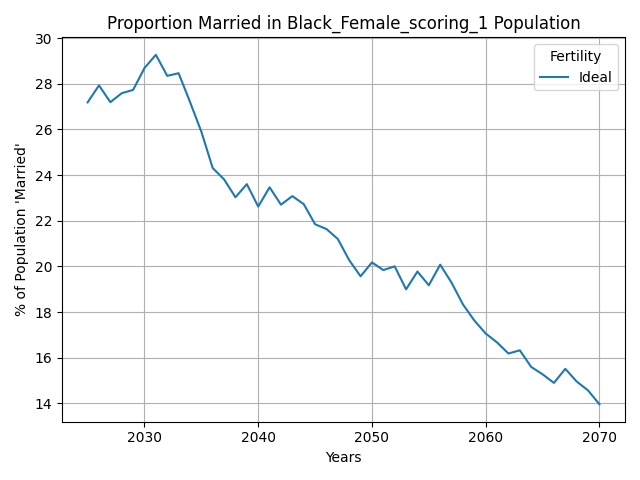 Proportion Married in Black_Female_scoring_1 Population
30
28
26
24
22
20
18
16
14
% of Population 'Married'
Fertility
Ideal
2030 2040 2050 2060 2070
Years